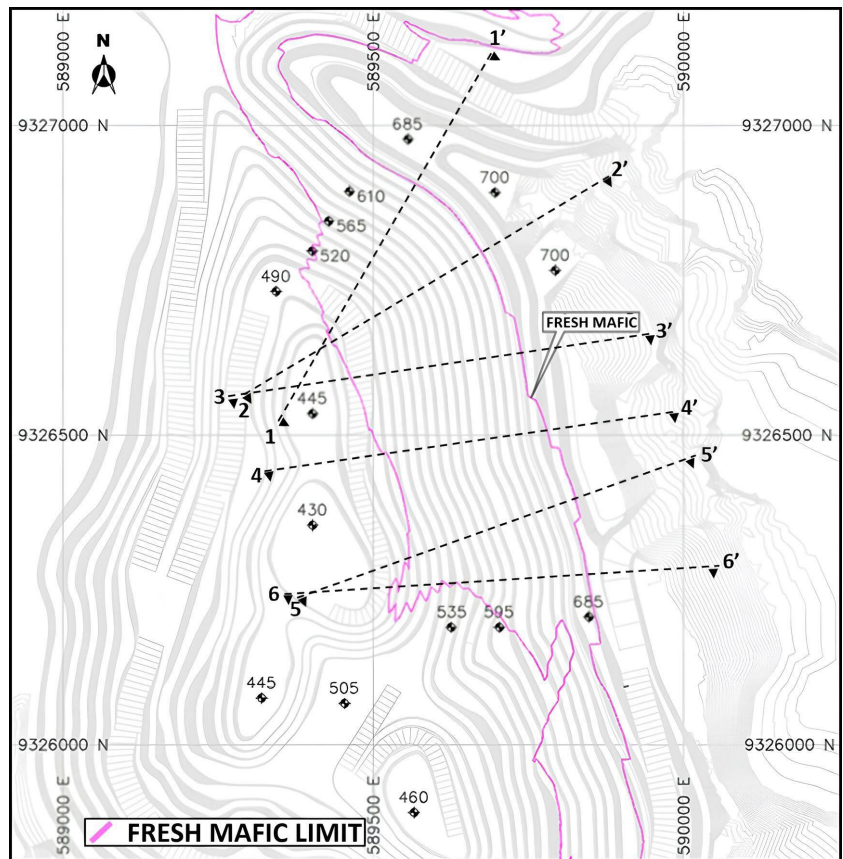 589000 E
589500 E
590000 E
N
1'
9327000 N
9327000 N
685
2'
700
610
565
520
700
490
FRESH MAFIC
3'
3
2
445
4'
1
9326500 N
9326500 N
5'
4
430
6'
6
5
535
595
685
445
505
9326000 N
9326000 N
460
589000 E
589500 E
590000 E
FRESH MAFIC LIMIT